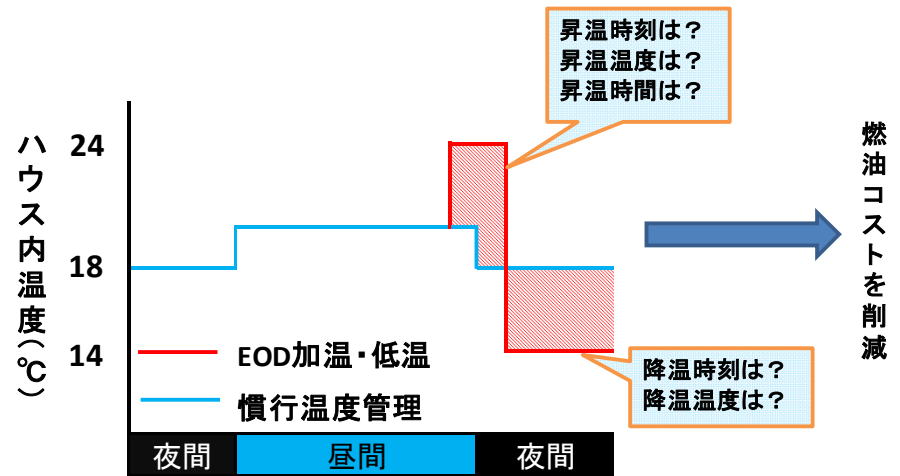 昇温時刻は？
昇温温度は？
昇温時間は？
ハウス内温度(℃)
24
18
14
EOD加温・低温
慣行温度管理
夜間
昼間
夜間
降温時刻は？
降温温度は？
燃油コストを削減